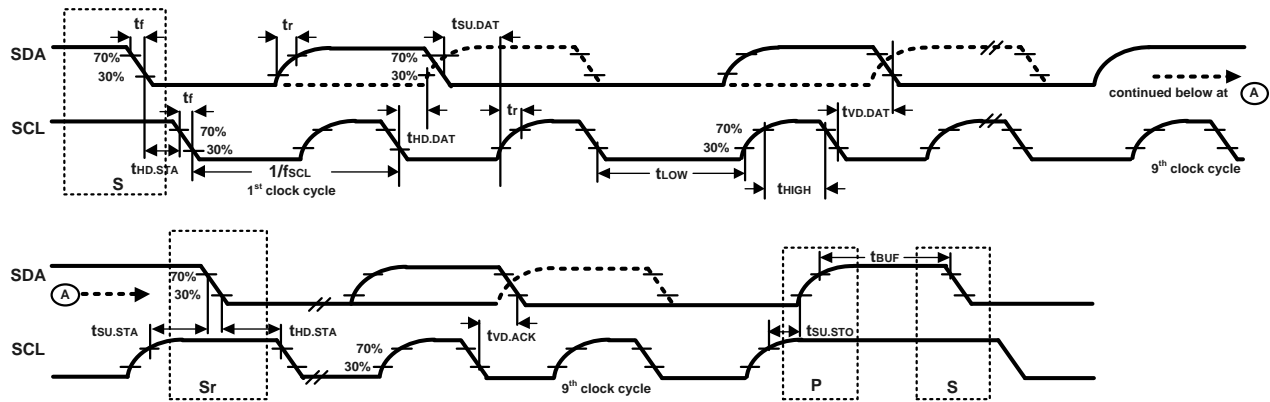 tf
tr
tSU.DAT
SDA
70%
30%
70%
30%
continued below at A
tf
tHD.DAT
tr
tVD.DAT
SCL
70%
30%
70%
30%
tHD.STA
1/fSCL
1st clock cycle
tLOW
tHIGH
9th clock cycle
S
SDA
70%
30%
A
tBUF
tSU.STA
tHD.STA
tVD.ACK
tSU.STO
SCL
70%
30%
Sr
9th clock cycle
P
S